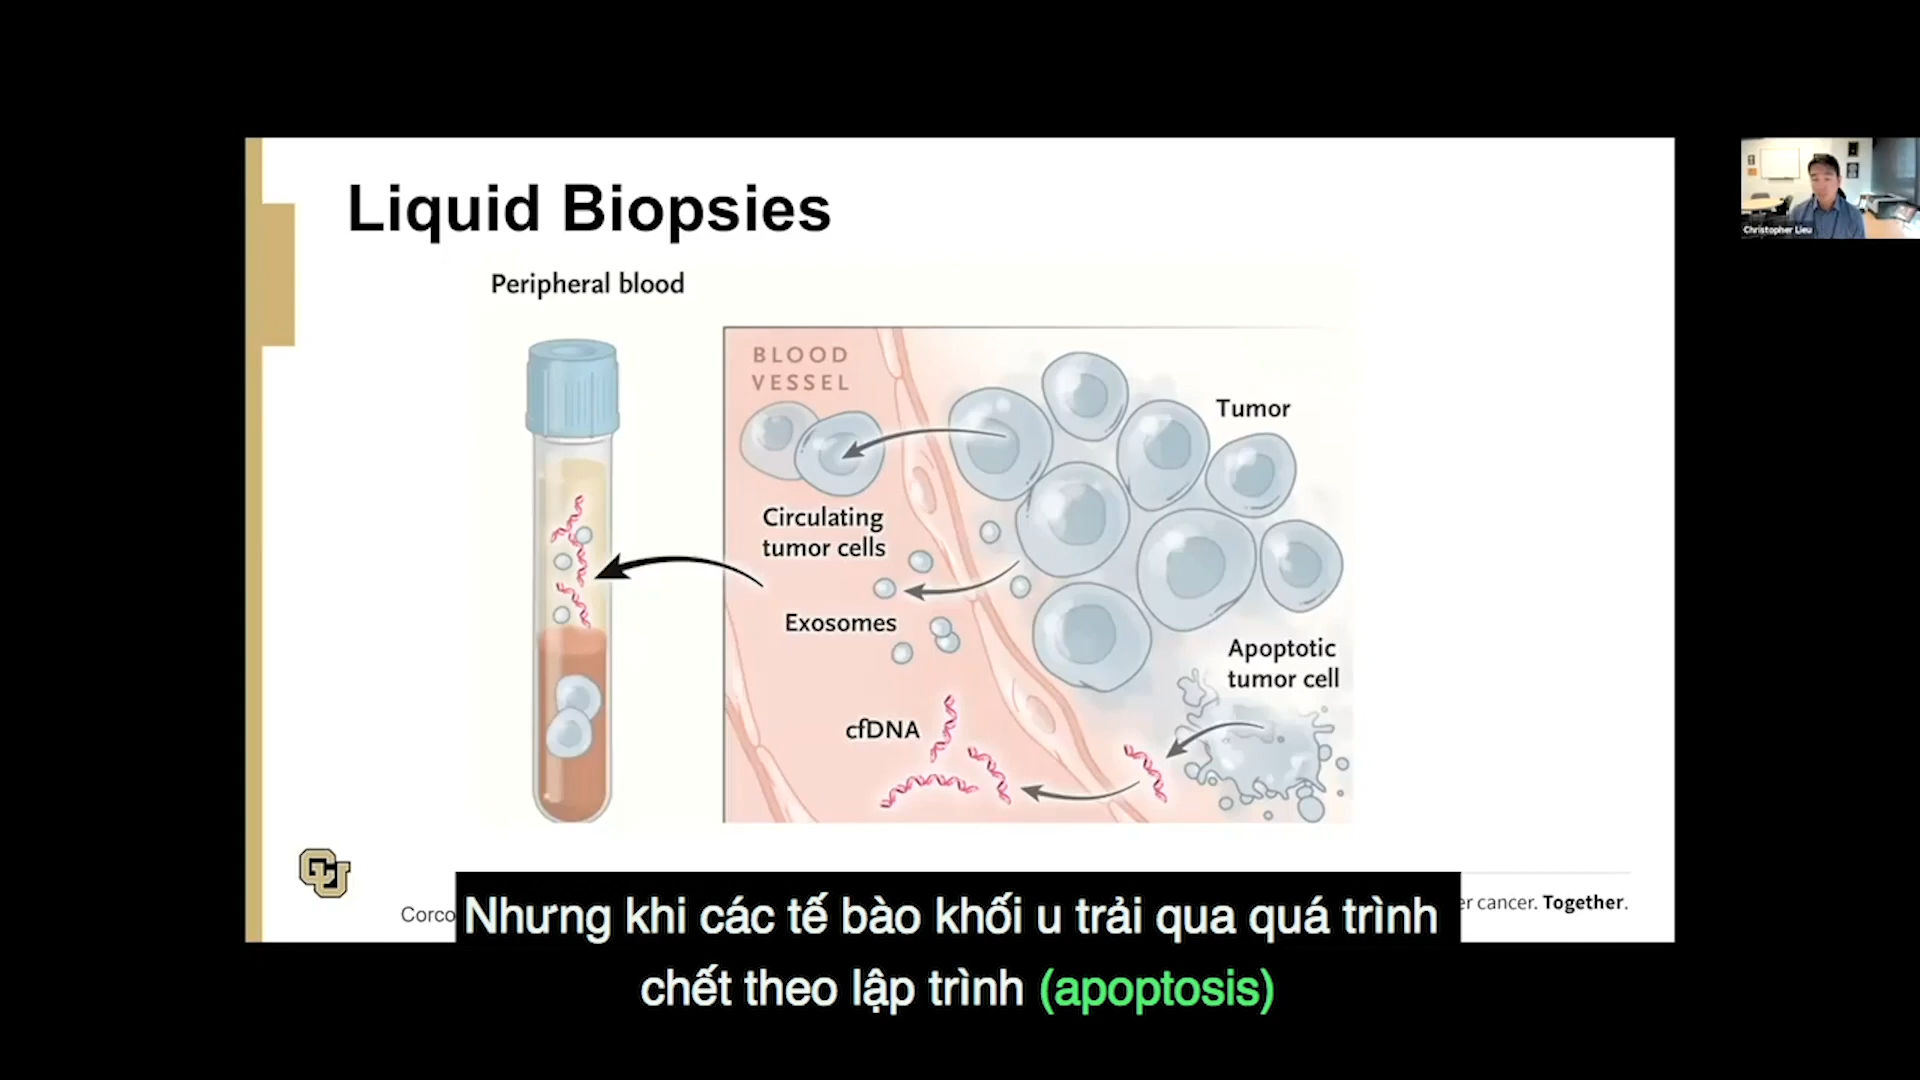 Liquid Biopsies
Peripheral blood
BLOOD
VESSEL
Tumor
Circulating
tumor cells
Exosomes
Apoptotic
tumor cell
cfDNA
CU
Christopher Lieu
Corco
cancer. Together.
Nhưng khi các tế bào khối u trải qua quá trình
chết theo lập trình (apoptosis)